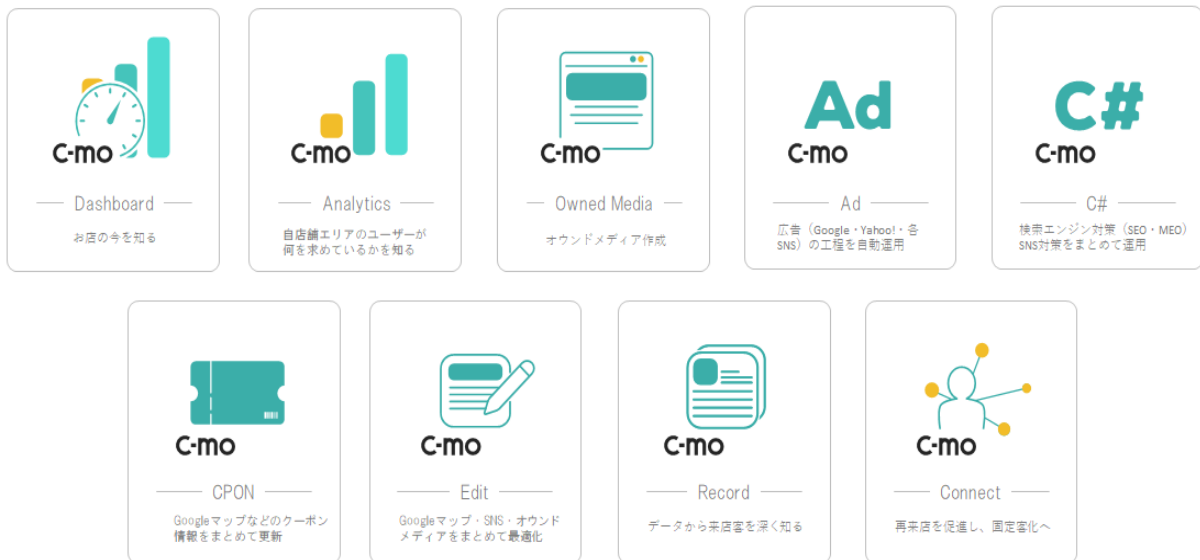 C-mo
Dashboard
お店の今を知る
C-mo
Analytics
自店舗エリアのユーザーが
何を求めているかを知る
C-mo
Owned Media
オウンドメディア作成
Ad
C-mo
Ad
広告（Google・Yahoo!・各
SNS）の工程を自動運用
C#
C-mo
C#
検索エンジン対策（SEO・MEO）
SNS対策をまとめて運用
C-mo
CPON
Googleマップなどのクーポン
情報をまとめて更新
C-mo
Edit
Googleマップ・SNS・オウンド
メディアをまとめて最適化
C-mo
Record
データから来店客を深く知る
C-mo
Connect
再来店を促進し、固定客化へ